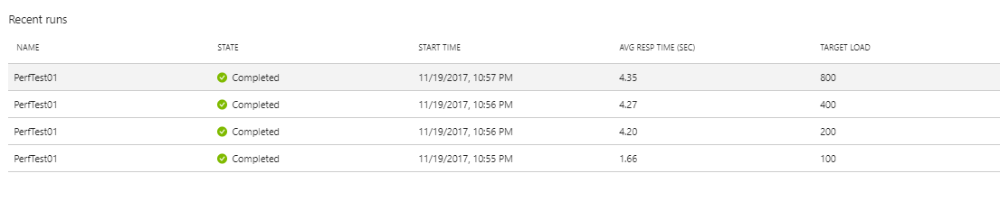 Recent runs
NAME STATE START TIME AVG RESP TIME (SEC) TARGET LOAD
PerfTest01 Completed 11/19/2017, 10:57 PM 4.35 800
PerfTest01 Completed 11/19/2017, 10:56 PM 4.27 400
PerfTest01 Completed 11/19/2017, 10:56 PM 4.20 200
PerfTest01 Completed 11/19/2017, 10:55 PM 1.66 100